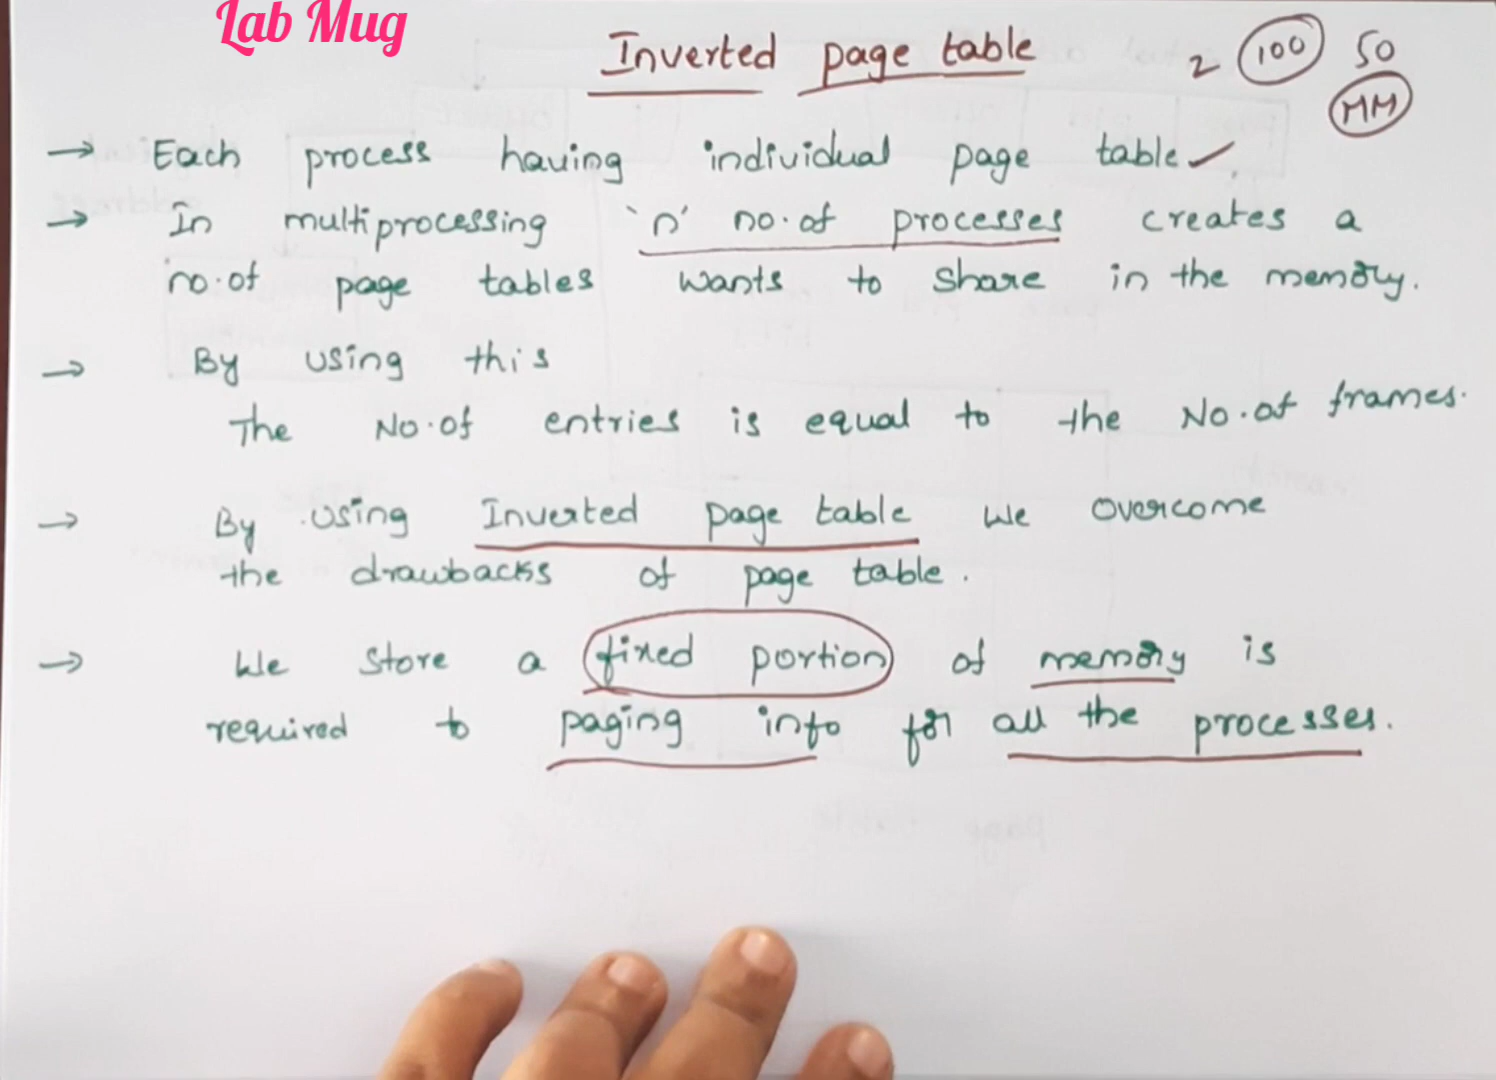 Lab Mug
Inverted page table 2 100 50
MM
→ Each process having individual page table
→ In multiprocessing 'n' no.of processes creates a
no.of page tables wants to share in the memory.
→ By using this
The No.of entries is equal to the No.of frames.
→ By using Inverted page table we overcome
the drawbacks of page table.
→ We store a fixed portion of memory is
required to paging info for all the processes.